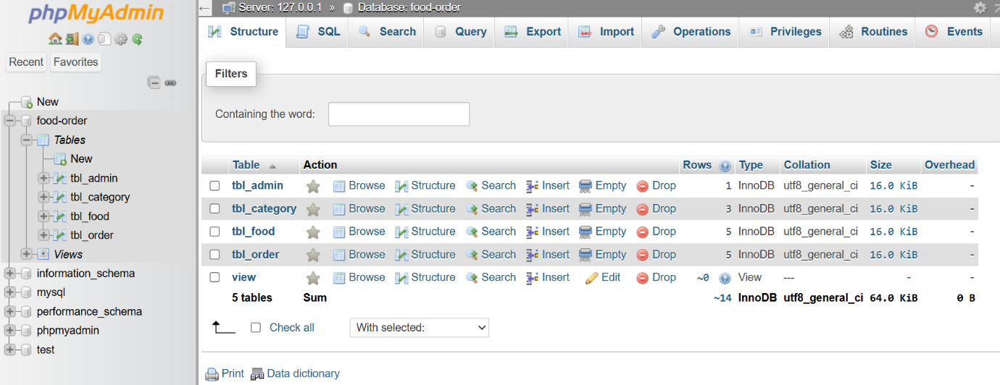 phpMyAdmin
Recent Favorites
New
food-order
Tables
New
tbl_admin
tbl_category
tbl_food
tbl_order
Views
information_schema
mysql
performance_schema
phpmyadmin
test
Server: 127.0.0.1 » Database: food-order
Structure SQL Search Query Export Import Operations Privileges Routines Events
Filters
Containing the word:
Table Action Rows Type Collation Size Overhead
tbl_admin Browse Structure Search Insert Empty Drop 1 InnoDB utf8_general_ci 16.0 KiB -
tbl_category Browse Structure Search Insert Empty Drop 3 InnoDB utf8_general_ci 16.0 KiB -
tbl_food Browse Structure Search Insert Empty Drop 5 InnoDB utf8_general_ci 16.0 KiB -
tbl_order Browse Structure Search Insert Empty Drop 5 InnoDB utf8_general_ci 16.0 KiB -
view Browse Structure Search Insert Edit Drop ~0 View --- - -
5 tables Sum ~14 InnoDB utf8_general_ci 64.0 KiB 0 B
Check all With selected:
Print Data dictionary